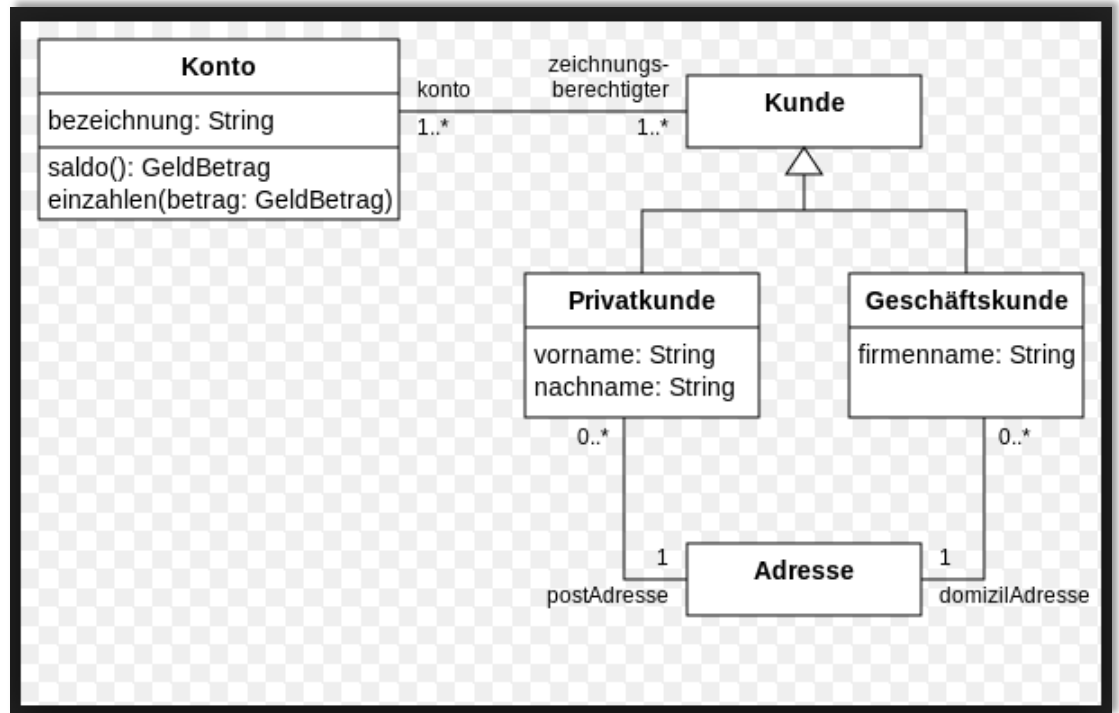 Konto
bezeichnung: String
saldo(): GeldBetrag
einzahlen(betrag: GeldBetrag)
konto
1..*
zeichnungs-
berechtigter
1..*
Kunde
Privatkunde
vorname: String
nachname: String
0..*
Geschäftskunde
firmenname: String
0..*
1
postAdresse
Adresse
1
domizilAdresse